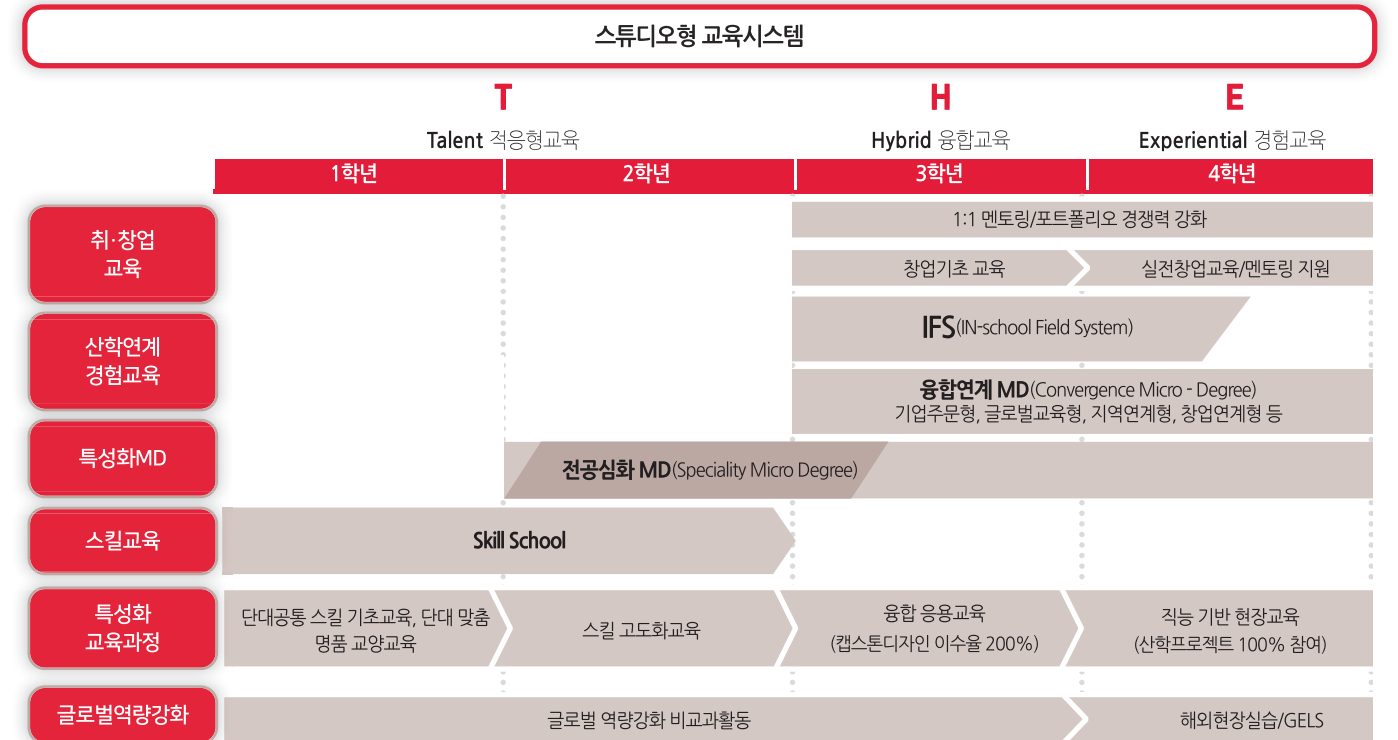 스튜디오형 교육시스템
T
H
E
Talent 적응형교육
Hybrid 융합교육
Experiential 경험교육
1학년
2학년
3학년
4학년
취·창업
교육
1:1 멘토링/포트폴리오 경쟁력 강화
창업기초 교육
실전창업교육/멘토링 지원
산학연계
경험교육
IFS(IN-school Field System)
융합연계 MD(Convergence Micro - Degree)
기업주문형, 글로벌교육형, 지역연계형, 창업연계형 등
특성화MD
전공심화 MD(Speciality Micro Degree)
스킬교육
Skill School
특성화
교육과정
단대공통 스킬 기초교육, 단대 맞춤
명품 교양교육
스킬 고도화교육
융합 응용교육
(캡스톤디자인 이수율 200%)
직능 기반 현장교육
(산학프로젝트 100% 참여)
글로벌역량강화
글로벌 역량강화 비교과활동
해외현장실습/GELS